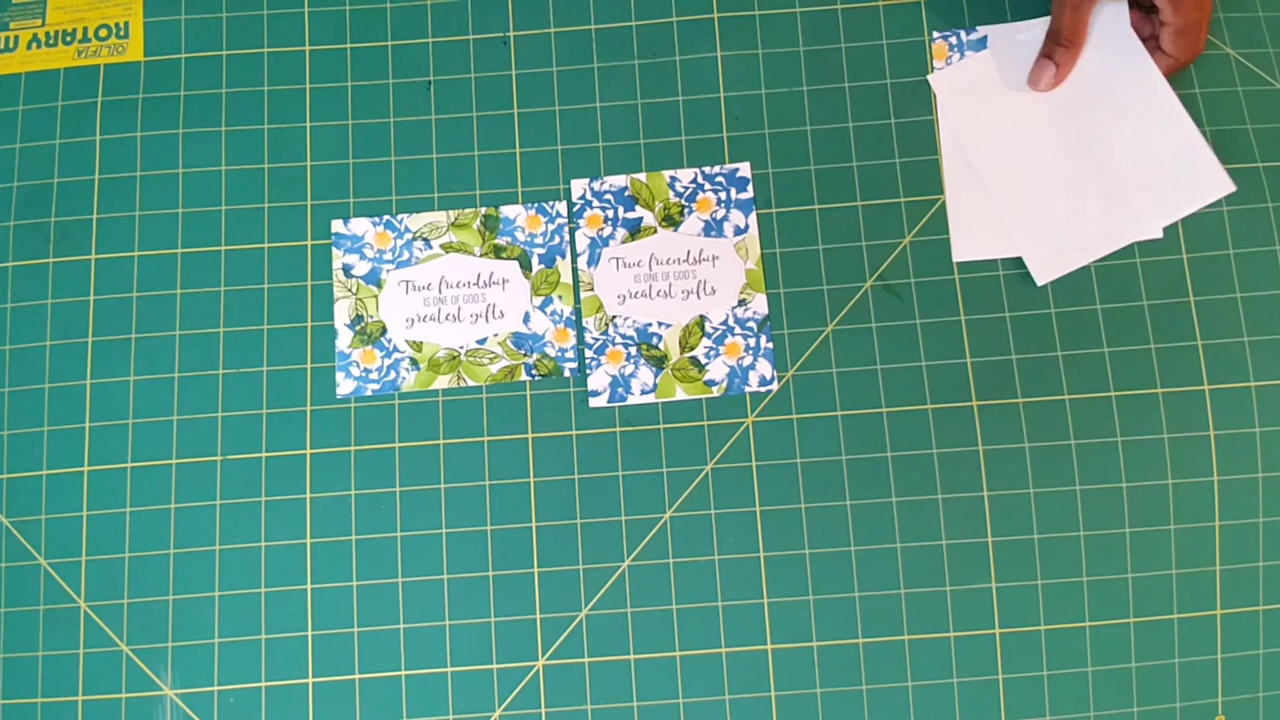 OLFA
ROTARY M
True friendship
IS ONE OF GOD'S
greatest gifts
True friendship
IS ONE OF GOD'S
greatest gifts